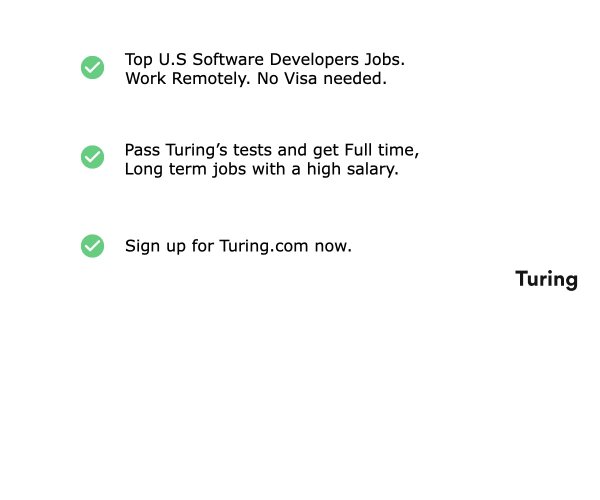 Top U.S Software Developers Jobs.
Work Remotely. No Visa needed.
Pass Turing’s tests and get Full time,
Long term jobs with a high salary.
Sign up for Turing.com now.
Turing